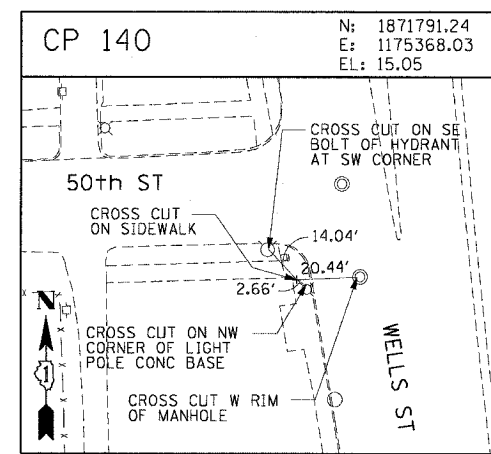 CP 140
N: 1871791.24
E: 1175368.03
EL: 15.05
CROSS CUT ON SE
BOLT OF HYDRANT
AT SW CORNER
50th ST
CROSS CUT
ON SIDEWALK
14.04'
20.44'
2.66'
N
1
CROSS CUT ON NW
CORNER OF LIGHT
POLE CONC BASE
WELLS ST
CROSS CUT W RIM
OF MANHOLE